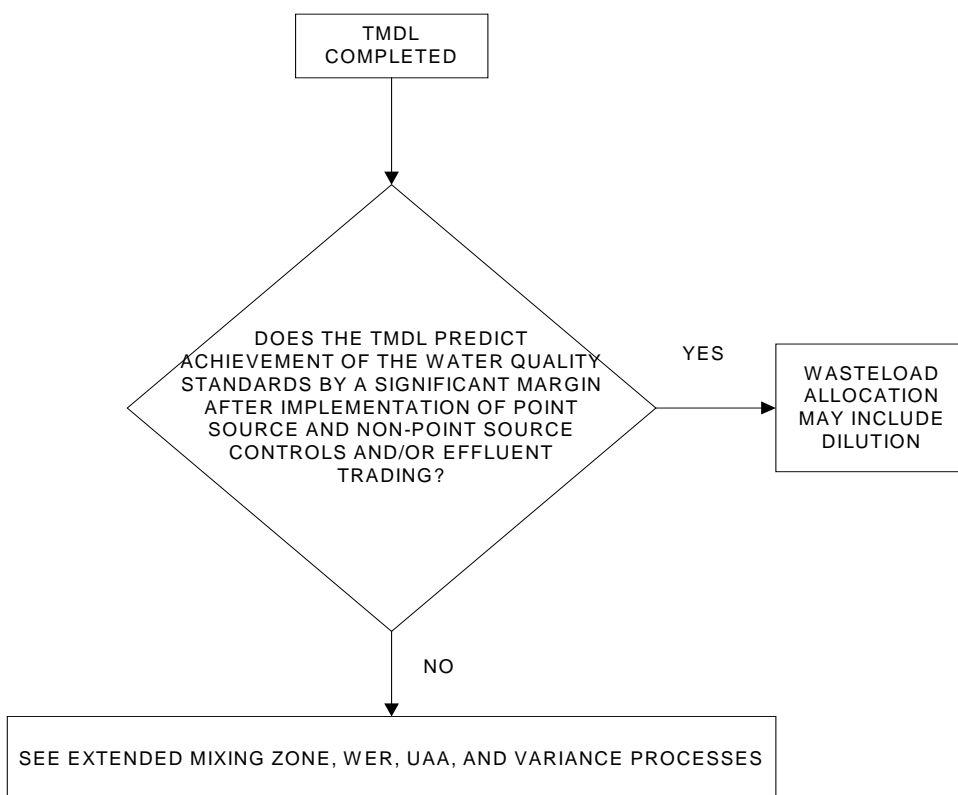 TMDL
COMPLETED
DOES THE TMDL PREDICT
ACHIEVEMENT OF THE WATER QUALITY
STANDARDS BY A SIGNIFICANT MARGIN
AFTER IMPLEMENTATION OF POINT
SOURCE AND NON-POINT SOURCE
CONTROLS AND/OR EFFLUENT
TRADING?
YES
WASTELOAD
ALLOCATION
MAY INCLUDE
DILUTION
NO
SEE EXTENDED MIXING ZONE, WER, UAA, AND VARIANCE PROCESSES